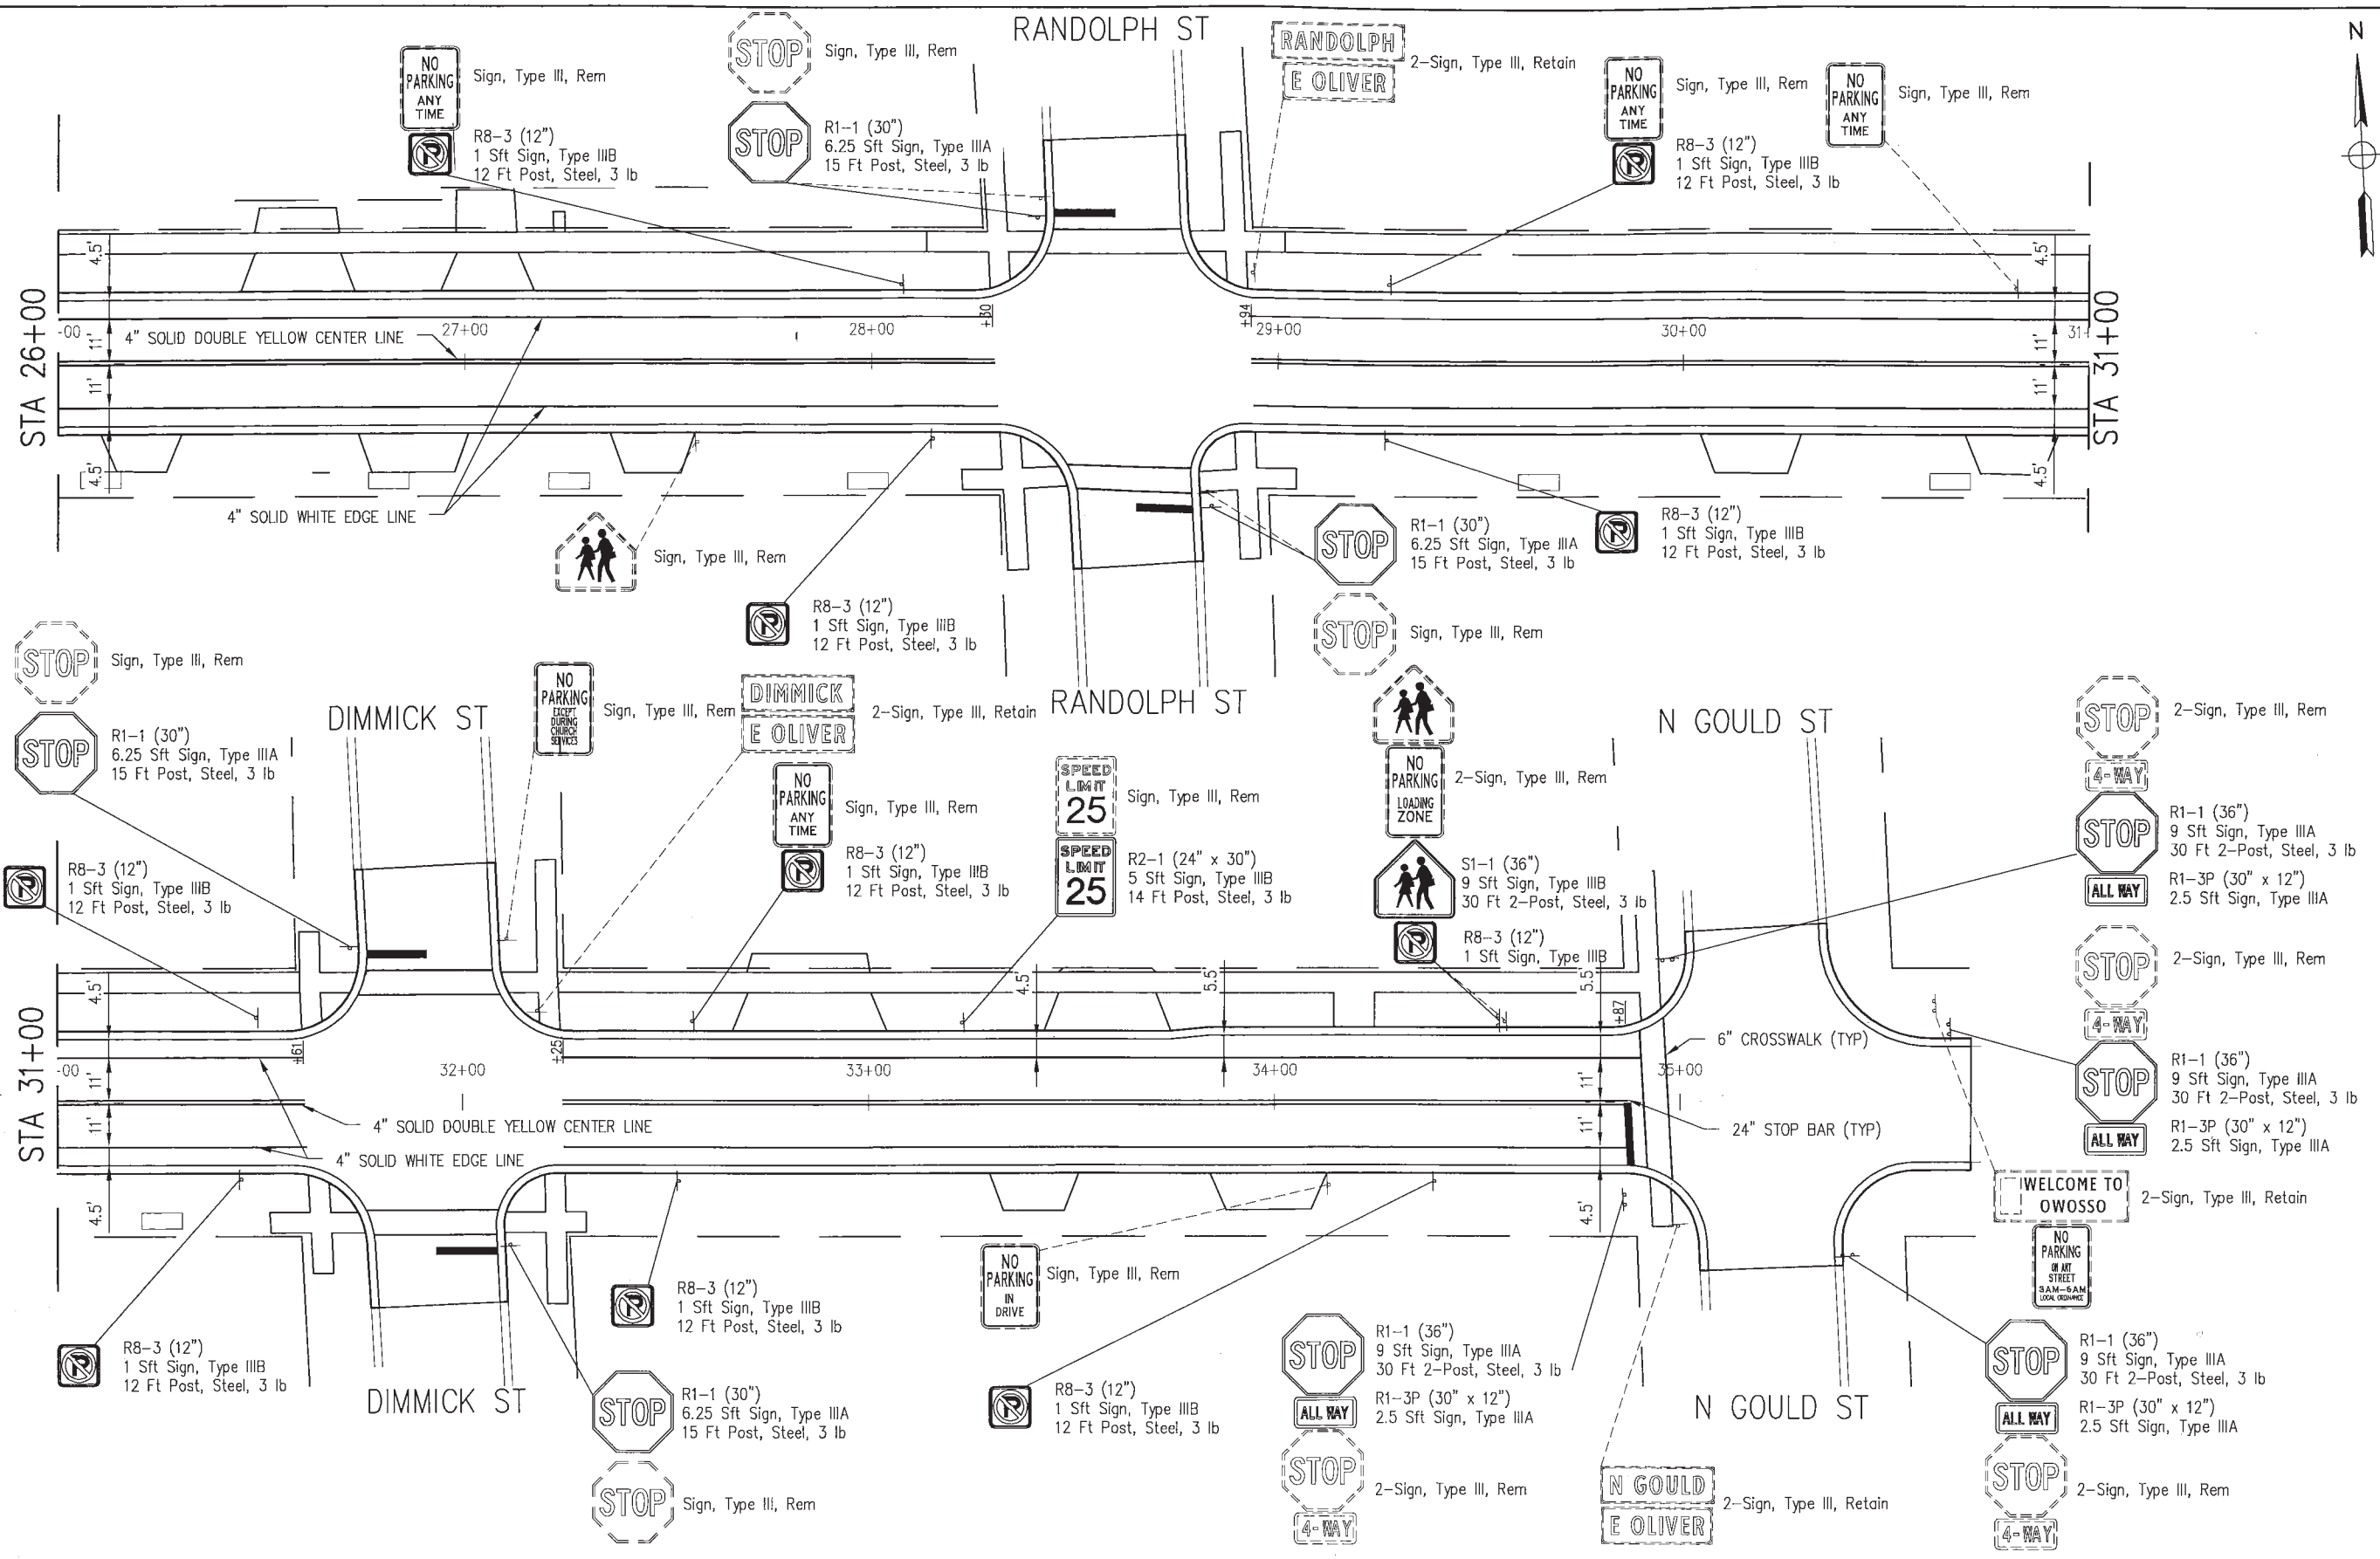 RANDOLPH ST
N
NO
PARKING
ANY
TIME
Sign, Type III, Rem
R8-3 (12")
1 Sft Sign, Type IIIB
12 Ft Post, Steel, 3 lb
STOP
Sign, Type III, Rem
STOP
R1-1 (30")
6.25 Sft Sign, Type IIIA
15 Ft Post, Steel, 3 lb
RANDOLPH
E OLIVER
2-Sign, Type III, Retain
NO
PARKING
ANY
TIME
Sign, Type III, Rem
R8-3 (12")
1 Sft Sign, Type IIIB
12 Ft Post, Steel, 3 lb
NO
PARKING
ANY
TIME
Sign, Type III, Rem
STA 26+00
4.5'
11'
11'
4.5'
-00
4" SOLID DOUBLE YELLOW CENTER LINE
27+00
28+00
+30
+94
29+00
30+00
31+
4.5'
11'
11'
4.5'
STA 31+00
4" SOLID WHITE EDGE LINE
Sign, Type III, Rem
R8-3 (12")
1 Sft Sign, Type IIIB
12 Ft Post, Steel, 3 lb
STOP
R1-1 (30")
6.25 Sft Sign, Type IIIA
15 Ft Post, Steel, 3 lb
STOP
Sign, Type III, Rem
R8-3 (12")
1 Sft Sign, Type IIIB
12 Ft Post, Steel, 3 lb
RANDOLPH ST
STOP
Sign, Type III, Rem
STOP
R1-1 (30")
6.25 Sft Sign, Type IIIA
15 Ft Post, Steel, 3 lb
DIMMICK ST
NO
PARKING
EXCEPT
DURING
CHURCH
SERVICES
Sign, Type III, Rem
DIMMICK
E OLIVER
2-Sign, Type III, Retain
NO
PARKING
ANY
TIME
Sign, Type III, Rem
R8-3 (12")
1 Sft Sign, Type IIIB
12 Ft Post, Steel, 3 lb
SPEED
LIMIT
25
Sign, Type III, Rem
SPEED
LIMIT
25
R2-1 (24" x 30")
5 Sft Sign, Type IIIB
14 Ft Post, Steel, 3 lb
NO
PARKING
LOADING
ZONE
2-Sign, Type III, Rem
S1-1 (36")
9 Sft Sign, Type IIIB
30 Ft 2-Post, Steel, 3 lb
R8-3 (12")
1 Sft Sign, Type IIIB
N GOULD ST
STOP
2-Sign, Type III, Rem
4-WAY
STOP
R1-1 (36")
9 Sft Sign, Type IIIA
30 Ft 2-Post, Steel, 3 lb
ALL WAY
R1-3P (30" x 12")
2.5 Sft Sign, Type IIIA
STOP
2-Sign, Type III, Rem
4-WAY
STOP
R1-1 (36")
9 Sft Sign, Type IIIA
30 Ft 2-Post, Steel, 3 lb
ALL WAY
R1-3P (30" x 12")
2.5 Sft Sign, Type IIIA
R8-3 (12")
1 Sft Sign, Type IIIB
12 Ft Post, Steel, 3 lb
STA 31+00
4.5'
11'
11'
4.5'
-00
+61
32+00
+25
33+00
4.5'
5.5'
34+00
5.5'
11'
11'
4.5'
+87
35+00
6" CROSSWALK (TYP)
24" STOP BAR (TYP)
4" SOLID DOUBLE YELLOW CENTER LINE
4" SOLID WHITE EDGE LINE
WELCOME TO
OWOSSO
2-Sign, Type III, Retain
NO
PARKING
ON ANY
STREET
3AM-6AM
LOCAL ORDINANCE
R8-3 (12")
1 Sft Sign, Type IIIB
12 Ft Post, Steel, 3 lb
DIMMICK ST
R8-3 (12")
1 Sft Sign, Type IIIB
12 Ft Post, Steel, 3 lb
STOP
R1-1 (30")
6.25 Sft Sign, Type IIIA
15 Ft Post, Steel, 3 lb
STOP
Sign, Type III, Rem
NO
PARKING
IN
DRIVE
Sign, Type III, Rem
R8-3 (12")
1 Sft Sign, Type IIIB
12 Ft Post, Steel, 3 lb
STOP
R1-1 (36")
9 Sft Sign, Type IIIA
30 Ft 2-Post, Steel, 3 lb
ALL WAY
R1-3P (30" x 12")
2.5 Sft Sign, Type IIIA
STOP
2-Sign, Type III, Rem
4-WAY
N GOULD
E OLIVER
2-Sign, Type III, Retain
N GOULD ST
STOP
R1-1 (36")
9 Sft Sign, Type IIIA
30 Ft 2-Post, Steel, 3 lb
ALL WAY
R1-3P (30" x 12")
2.5 Sft Sign, Type IIIA
STOP
2-Sign, Type III, Rem
4-WAY